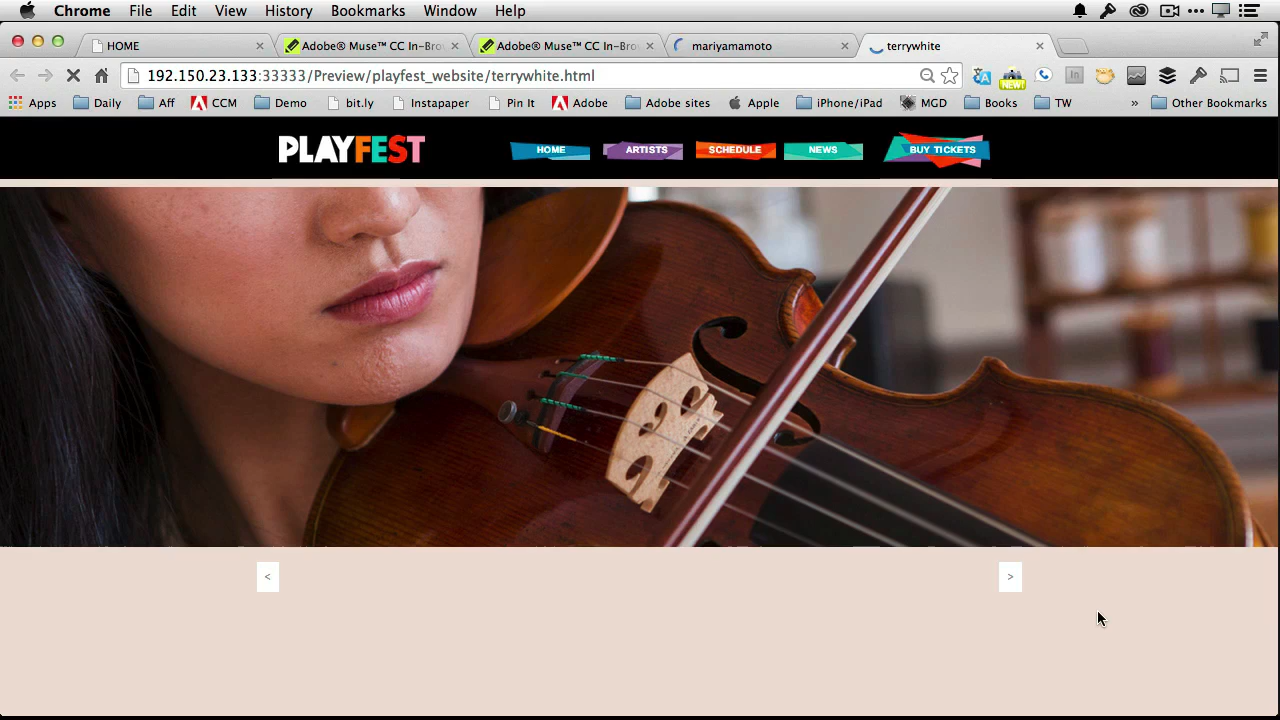 Chrome File Edit View History Bookmarks Window Help
HOME
Adobe® Muse™ CC In-Bro
Adobe® Muse™ CC In-Bro
mariyamamoto
terrywhite
192.150.23.133:33333/Preview/playfest_website/terrywhite.html
NEW!
Apps Daily Aff CCM Demo bit.ly Instapaper Pin It Adobe Adobe sites Apple iPhone/iPad MGD Books TW » Other Bookmarks
PLAYFEST
HOME ARTISTS SCHEDULE NEWS BUY TICKETS
< >